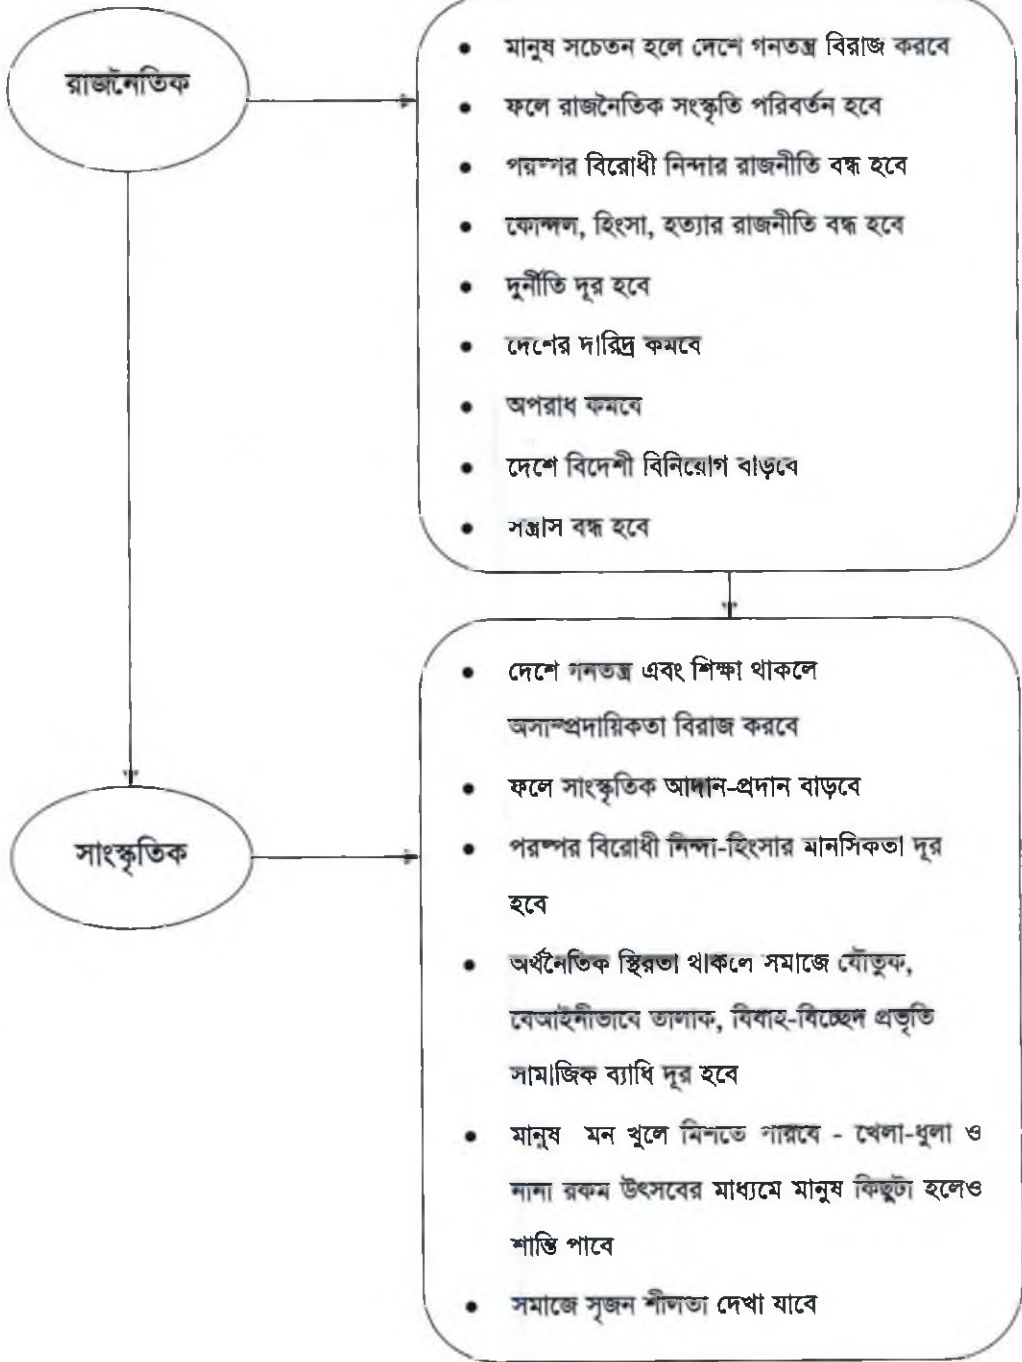 রাজনৈতিক
• মানুষ সচেতন হলে দেশে গনতন্ত্র বিরাজ করবে
• ফলে রাজনৈতিক সংস্কৃতি পরিবর্তন হবে
• পরস্পর বিরোধী নিন্দার রাজনীতি বন্ধ হবে
• কোন্দল, হিংসা, হত্যার রাজনীতি বন্ধ হবে
• দুর্নীতি দূর হবে
• দেশের দারিদ্র কমবে
• অপরাধ কমবে
• দেশে বিদেশী বিনিয়োগ বাড়বে
• সন্ত্রাস বন্ধ হবে
সাংস্কৃতিক
• দেশে গনতন্ত্র এবং শিক্ষা থাকলে
অসাম্প্রদায়িকতা বিরাজ করবে
• ফলে সাংস্কৃতিক আদান-প্রদান বাড়বে
• পরস্পর বিরোধী নিন্দা-হিংসার মানসিকতা দূর
হবে
• অর্থনৈতিক স্থিরতা থাকলে সমাজে যৌতুক,
বেআইনীভাবে তালাক, বিবাহ-বিচ্ছেদ প্রভৃতি
সামাজিক ব্যাধি দূর হবে
• মানুষ মন খুলে মিশতে পারবে - খেলা-ধুলা ও
নানা রকম উৎসবের মাধ্যমে মানুষ কিছুটা হলেও
শান্তি পাবে
• সমাজে সৃজন শীলতা দেখা যাবে